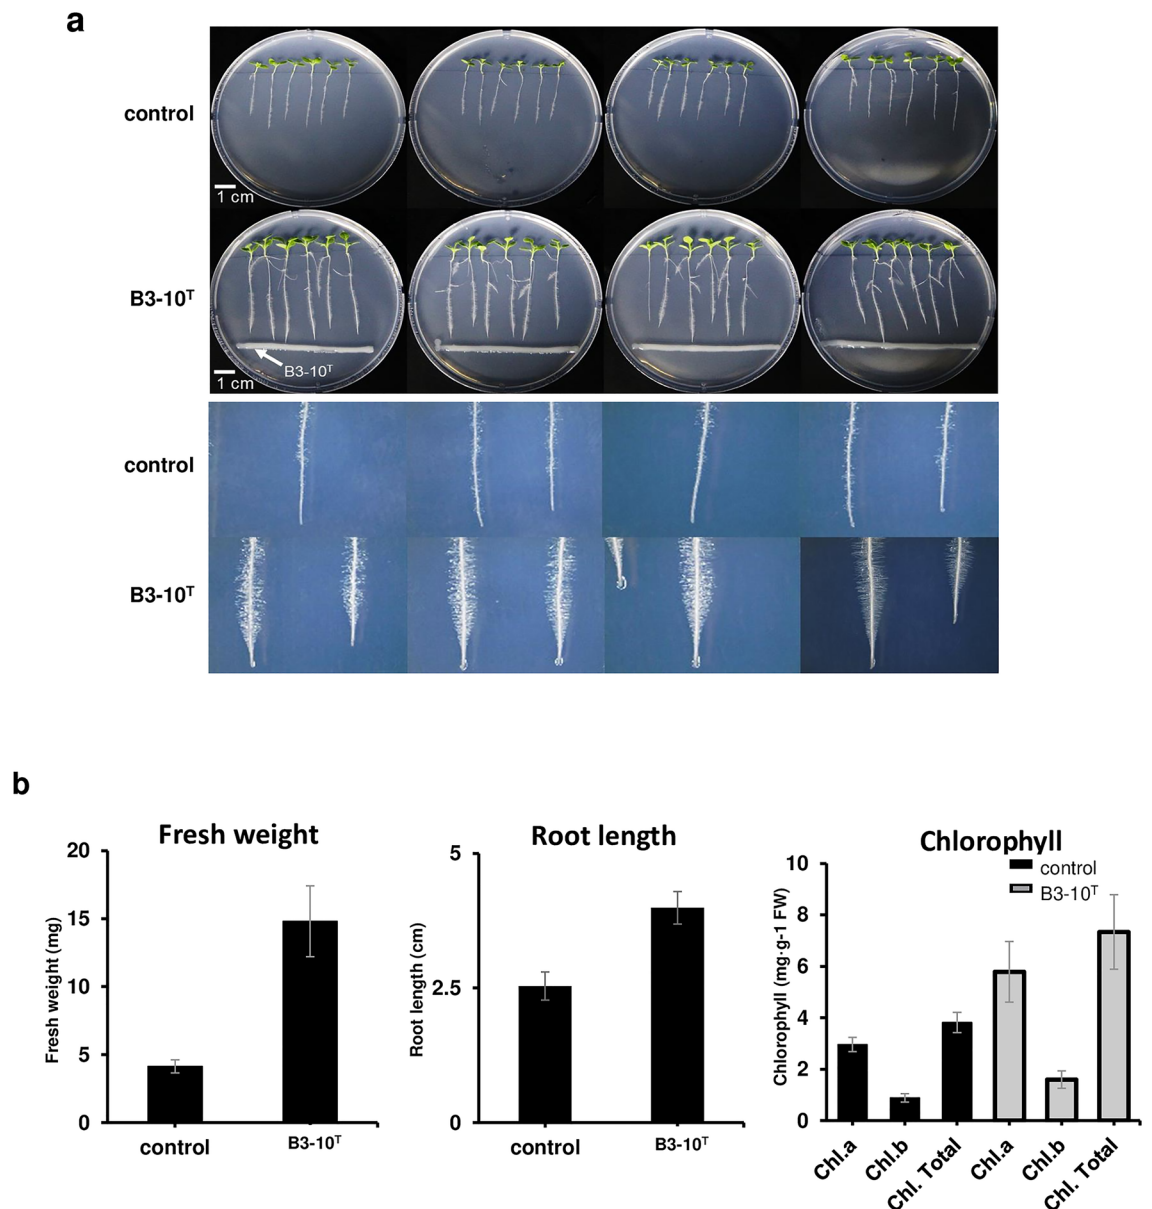 a
control
1 cm
B3-10ᵀ
B3-10ᵀ
1 cm
control
B3-10ᵀ
b
Fresh weight
Fresh weight (mg)
20
15
10
5
0
control
B3-10ᵀ
Root length
Root length (cm)
5
2.5
0
control
B3-10ᵀ
Chlorophyll
control
B3-10ᵀ
Chlorophyll (mg·g-1 FW)
10
8
6
4
2
0
Chl.a
Chl.b
Chl. Total
Chl.a
Chl.b
Chl. Total